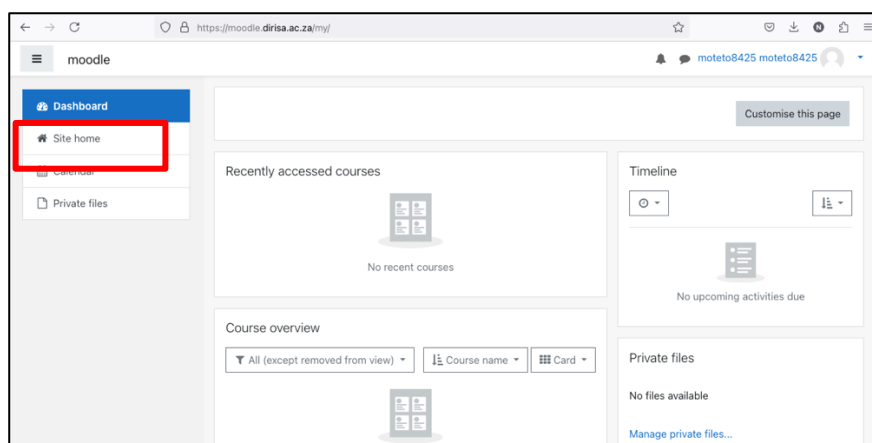 https://moodle.dirisa.ac.za/my/
N
moodle
moteto8425 moteto8425
Dashboard
Site home
Calendar
Private files
Customise this page
Recently accessed courses
No recent courses
Timeline
No upcoming activities due
Course overview
All (except removed from view)
Course name
Card
Private files
No files available
Manage private files...